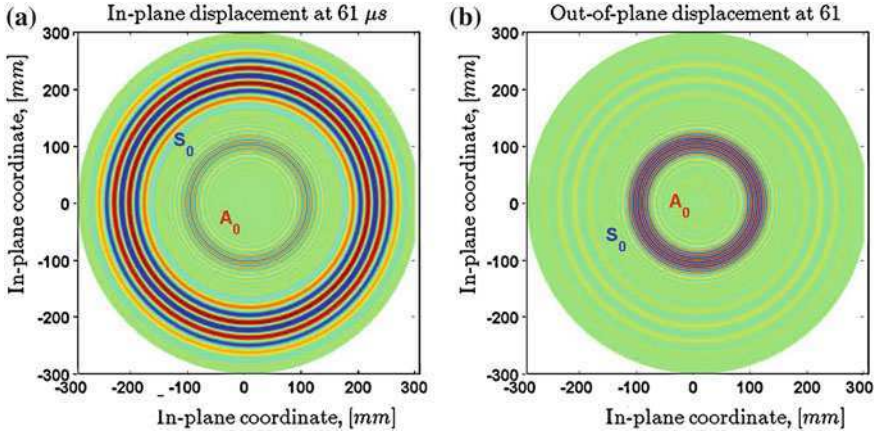 (a) In-plane displacement at 61 μs
In-plane coordinate, [mm]
300
200
100
0
-100
-200
-300
S0
A0
-300 -200 -100 0 100 200 300
In-plane coordinate, [mm]
(b) Out-of-plane displacement at 61
In-plane coordinate, [mm]
300
200
100
0
-100
-200
-300
A0
S0
-300 -200 -100 0 100 200 300
In-plane coordinate, [mm]